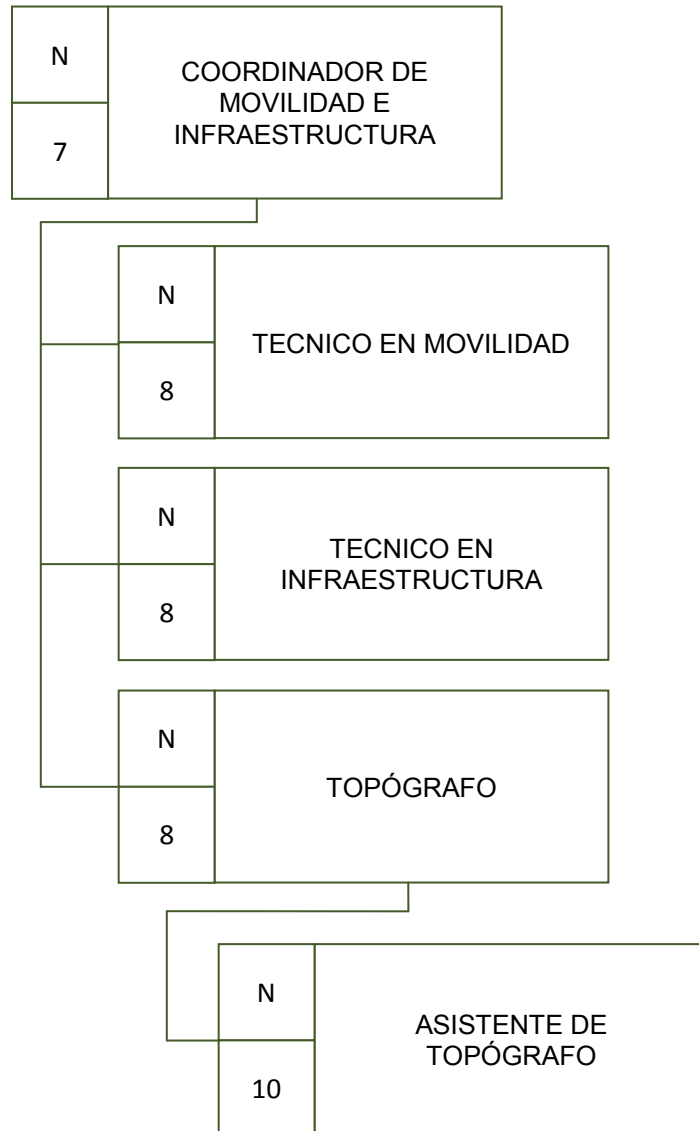 N
7
COORDINADOR DE
MOVILIDAD E
INFRAESTRUCTURA
N
8
TECNICO EN MOVILIDAD
N
8
TECNICO EN
INFRAESTRUCTURA
N
8
TOPÓGRAFO
N
10
ASISTENTE DE
TOPÓGRAFO